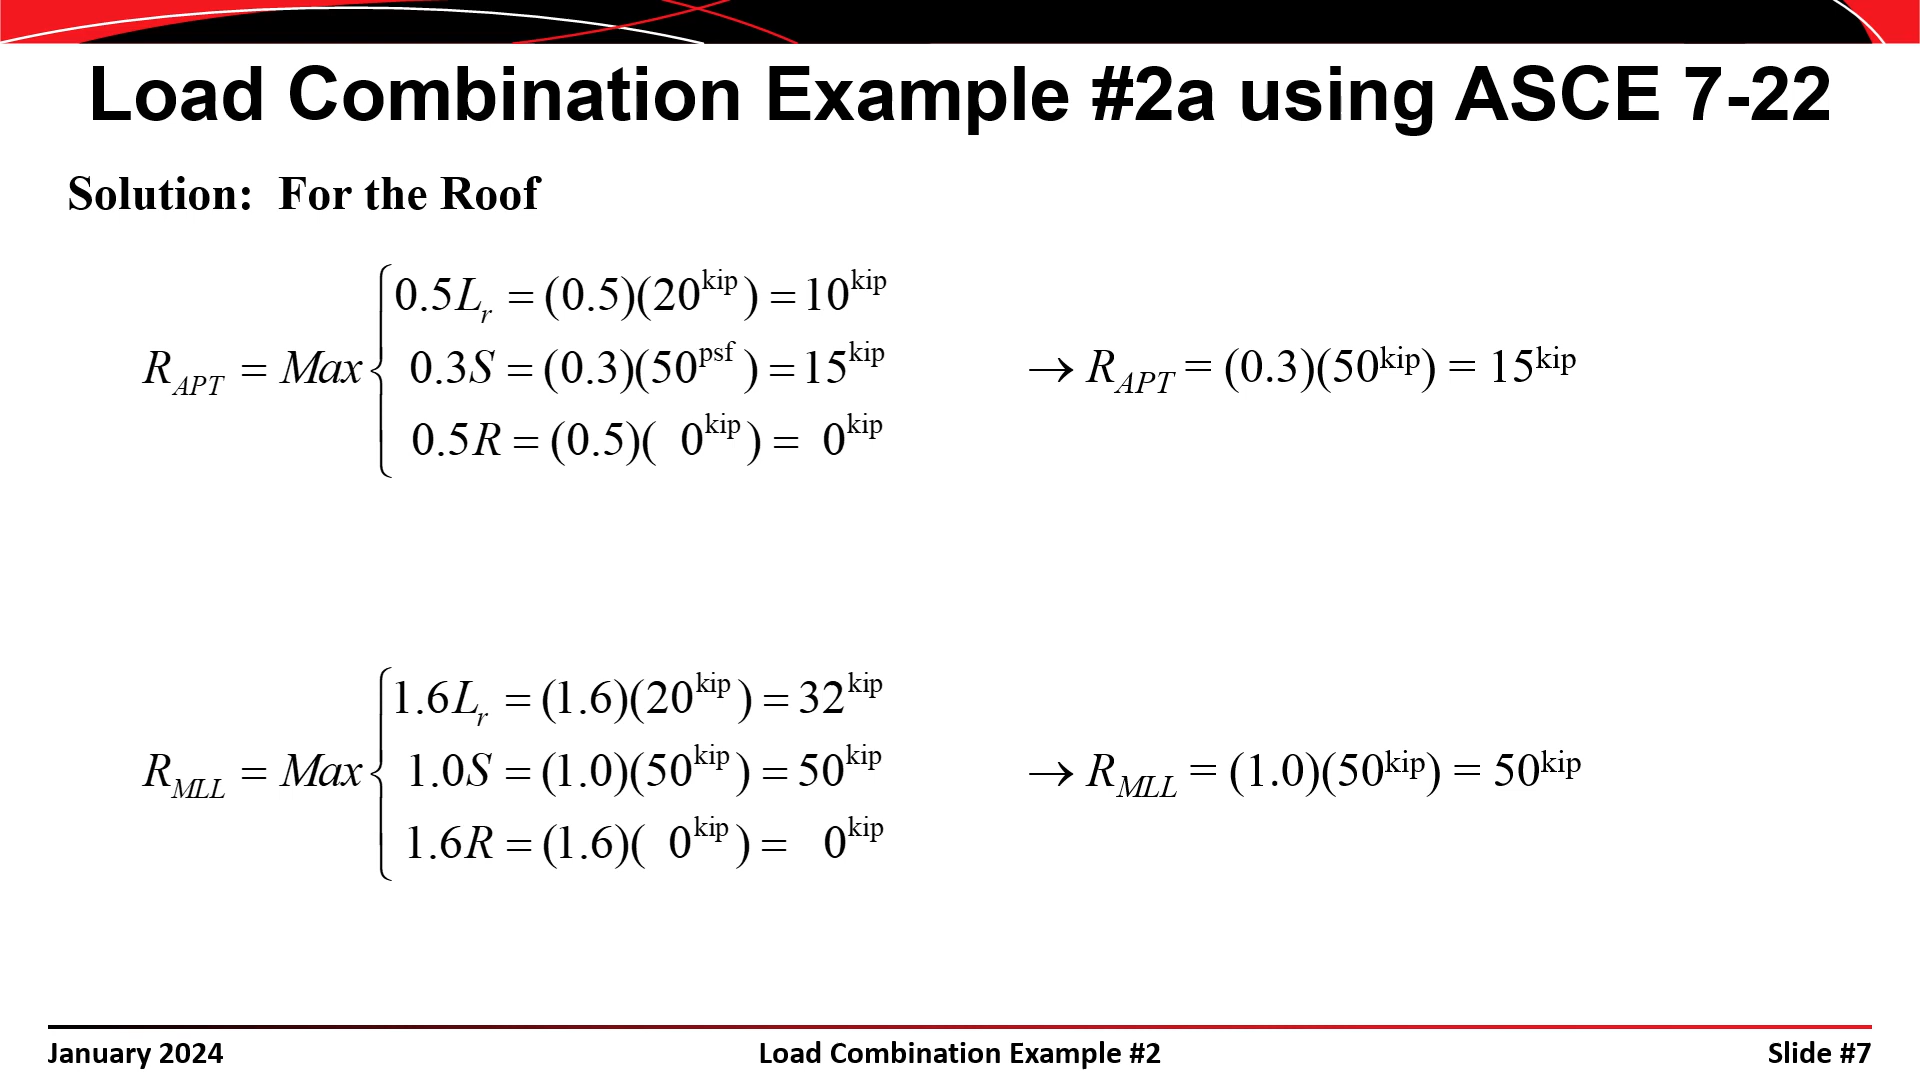 Load Combination Example #2a using ASCE 7-22
Solution: For the Roof
0.5L_r = (0.5)(20^kip) = 10^kip
R_APT = Max { 0.3S = (0.3)(50^psf) = 15^kip → R_APT = (0.3)(50^kip) = 15^kip
0.5R = (0.5)( 0^kip) = 0^kip
1.6L_r = (1.6)(20^kip) = 32^kip
R_MLL = Max { 1.0S = (1.0)(50^kip) = 50^kip → R_MLL = (1.0)(50^kip) = 50^kip
1.6R = (1.6)( 0^kip) = 0^kip
January 2024 Load Combination Example #2 Slide #7